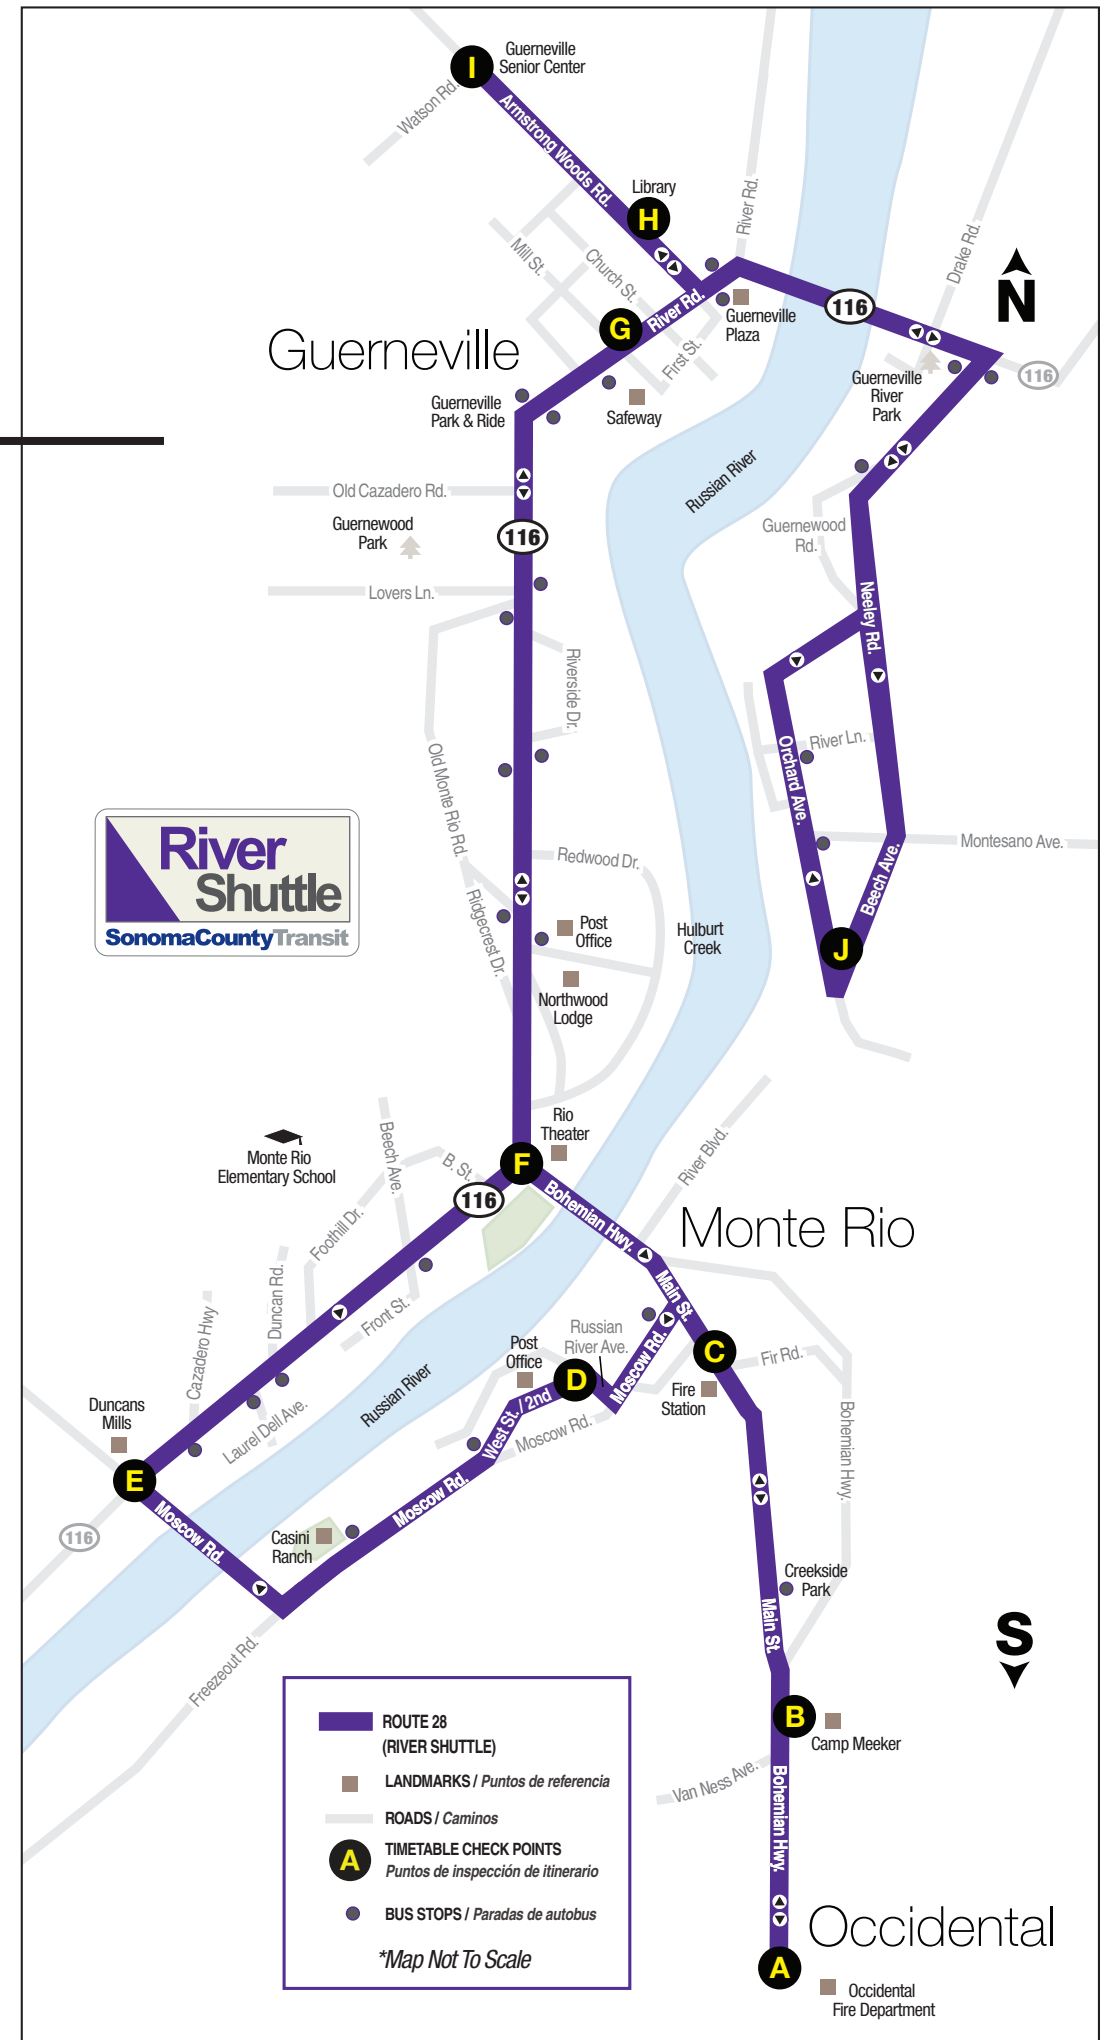 I
Guerneville
Senior Center
Watson Rd.
Armstrong Woods Rd.
Library
H
River Rd.
Mill St.
Church St.
Drake Rd.
N
River Rd.
G
116
Guerneville
Plaza
First St.
Guerneville
116
Guerneville
River
Park
Guerneville
Park & Ride
Safeway
Russian River
Old Cazadero Rd.
Guernewood
Park
116
Guernewood
Rd.
Lovers Ln.
Neeley Rd.
Riverside Dr.
River Ln.
Orchard Ave.
Old Monte Rio Rd.
River
Shuttle
SonomaCountyTransit
Redwood Dr.
Montesano Ave.
Beech Ave.
Ridgecrest Dr.
Post
Office
Hulburt
Creek
J
Northwood
Lodge
Rio
Theater
Monte Rio
Elementary School
Beech Ave.
B. St.
F
River Blvd.
116
Bohemian Hwy.
Monte Rio
Foothill Dr.
Duncan Rd.
Main St.
Front St.
Cazadero Hwy
Russian
River Ave.
Moscow Rd.
C
Fir Rd.
Post
Office
D
Fire
Station
Russian River
Duncans
Mills
Laurel Dell Ave.
West St. / 2nd
Moscow Rd.
Bohemian Hwy.
E
Moscow Rd.
Moscow Rd.
116
Casini
Ranch
Creekside
Park
Main St.
S
Freezeout Rd.
B
Camp Meeker
Van Ness Ave.
Bohemian Hwy.
ROUTE 28
(RIVER SHUTTLE)
LANDMARKS / Puntos de referencia
ROADS / Caminos
A
TIMETABLE CHECK POINTS
Puntos de inspección de itinerario
BUS STOPS / Paradas de autobus
*Map Not To Scale
Occidental
A
Occidental
Fire Department